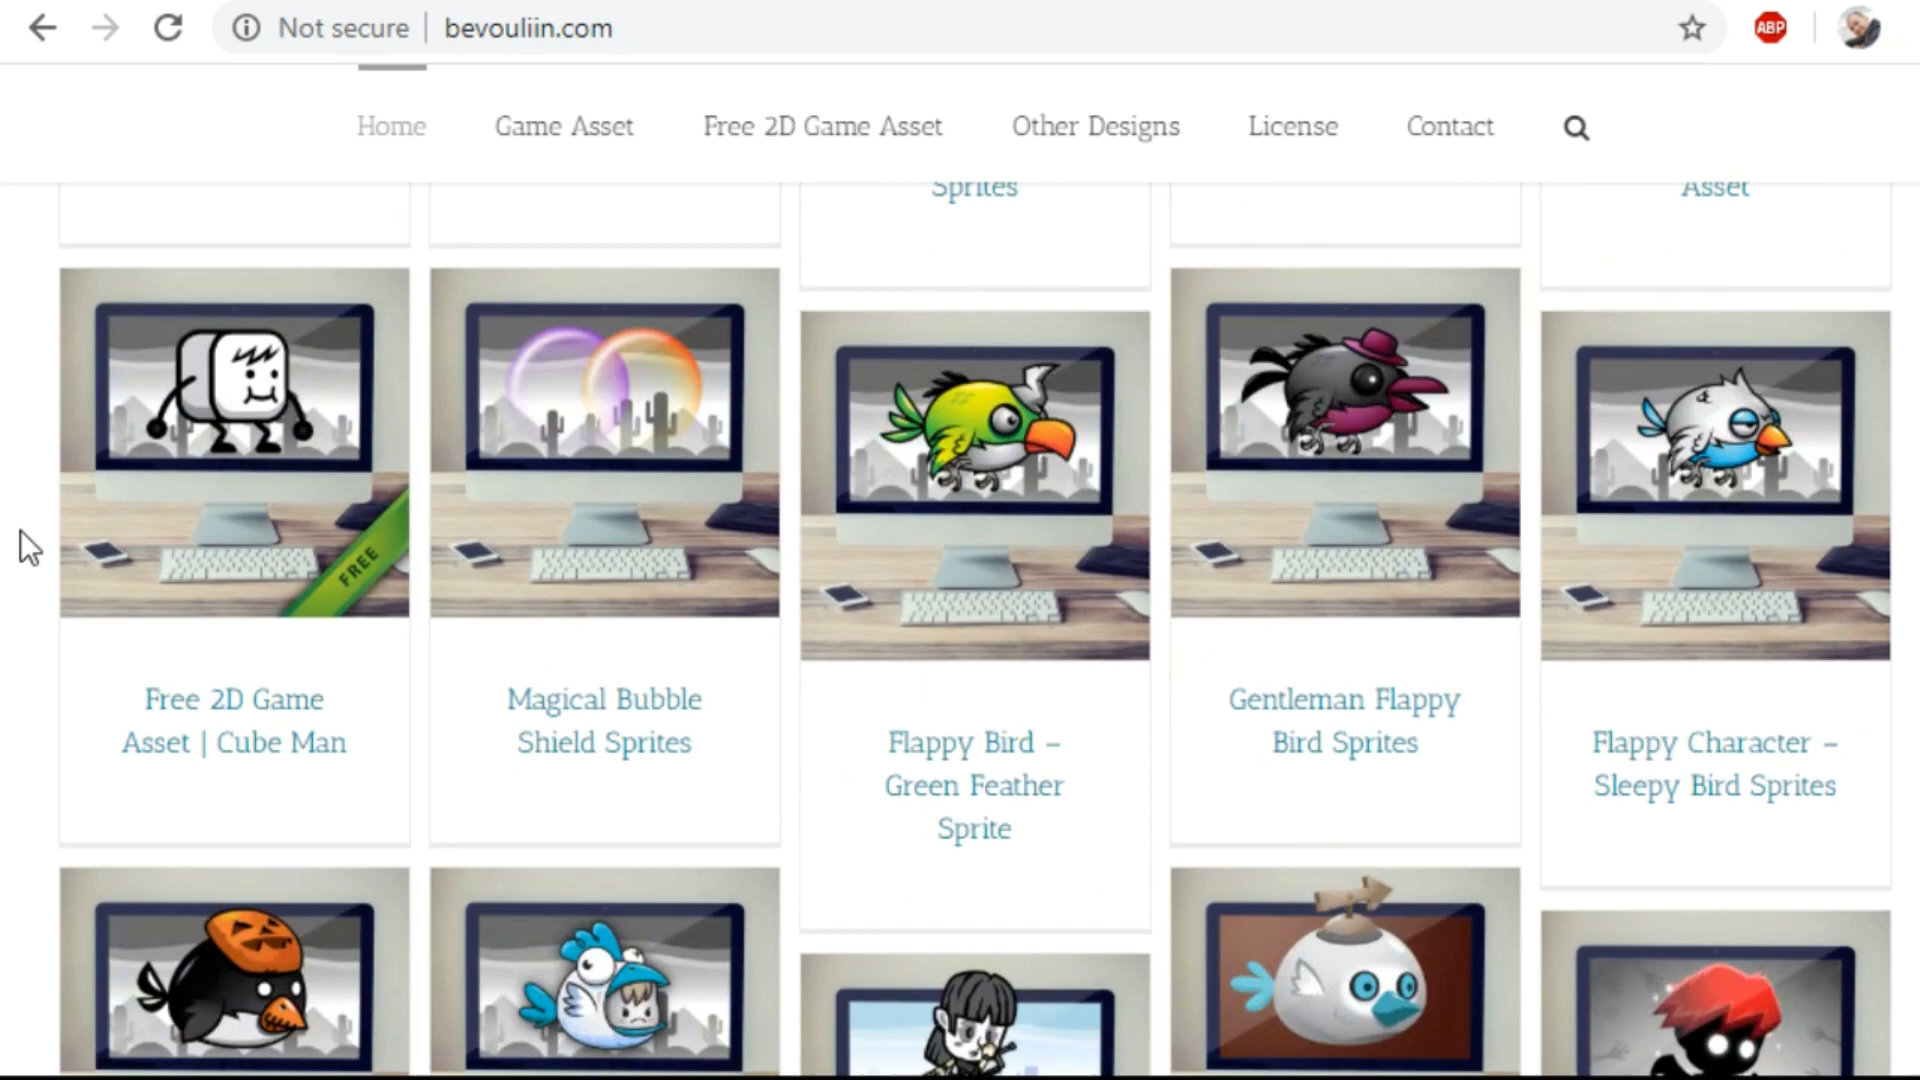 Not secure bevouliin.com
ABP
Home Game Asset Free 2D Game Asset Other Designs License Contact
Sprites
Asset
FREE
Free 2D Game
Asset | Cube Man
Magical Bubble
Shield Sprites
Flappy Bird –
Green Feather
Sprite
Gentleman Flappy
Bird Sprites
Flappy Character –
Sleepy Bird Sprites